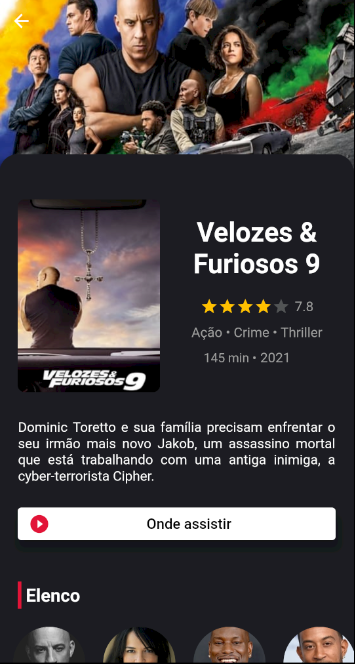 Velozes &
Furiosos 9
7.8
Ação • Crime • Thriller
145 min • 2021
VELOZES &
FURIOSOS 9
Dominic Toretto e sua família precisam enfrentar o
seu irmão mais novo Jakob, um assassino mortal
que está trabalhando com uma antiga inimiga, a
cyber-terrorista Cipher.
Onde assistir
Elenco